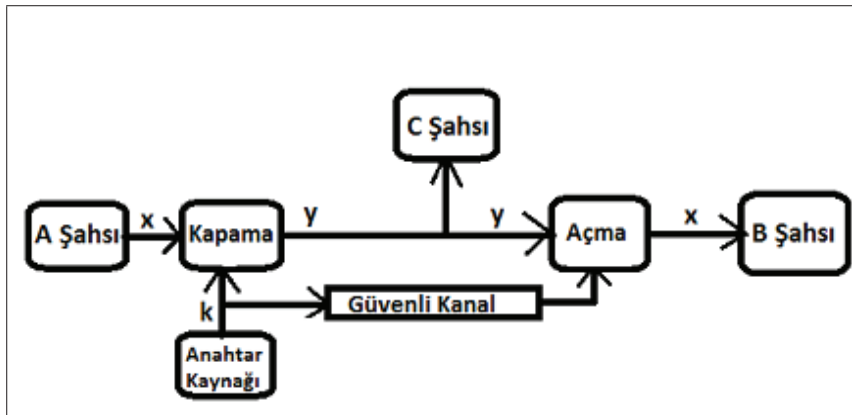 C Şahsı
A Şahsı
x
Kapama
y
y
Açma
x
B Şahsı
k
Güvenli Kanal
Anahtar
Kaynağı